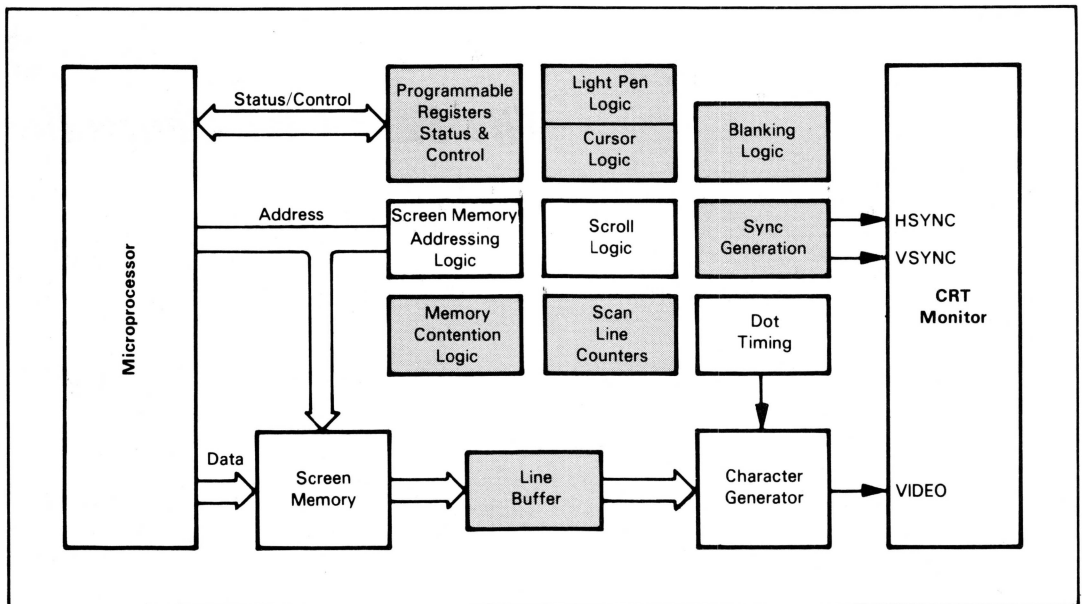 Microprocessor
Status/Control
Programmable
Registers
Status &
Control
Light Pen
Logic
Cursor
Logic
Blanking
Logic
Address
Screen Memory
Addressing
Logic
Scroll
Logic
Sync
Generation
HSYNC
VSYNC
CRT
Monitor
Memory
Contention
Logic
Scan
Line
Counters
Dot
Timing
Data
Screen
Memory
Line
Buffer
Character
Generator
VIDEO